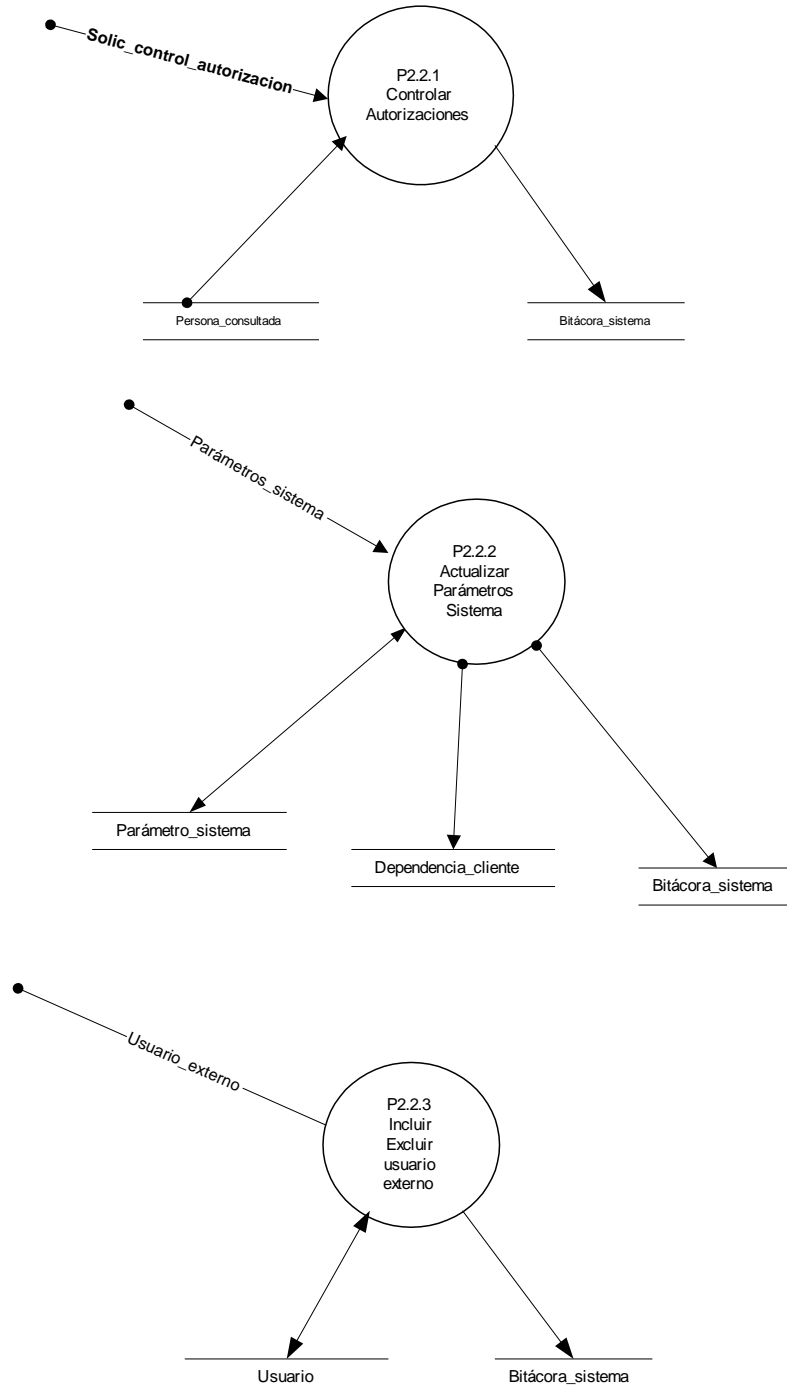 Solic_control_autorizacion
P2.2.1
Controlar
Autorizaciones
Persona_consultada
Bitácora_sistema
Parámetros_sistema
P2.2.2
Actualizar
Parámetros
Sistema
Parámetro_sistema
Dependencia_cliente
Bitácora_sistema
Usuario_externo
P2.2.3
Incluir
Excluir
usuario
externo
Usuario
Bitácora_sistema